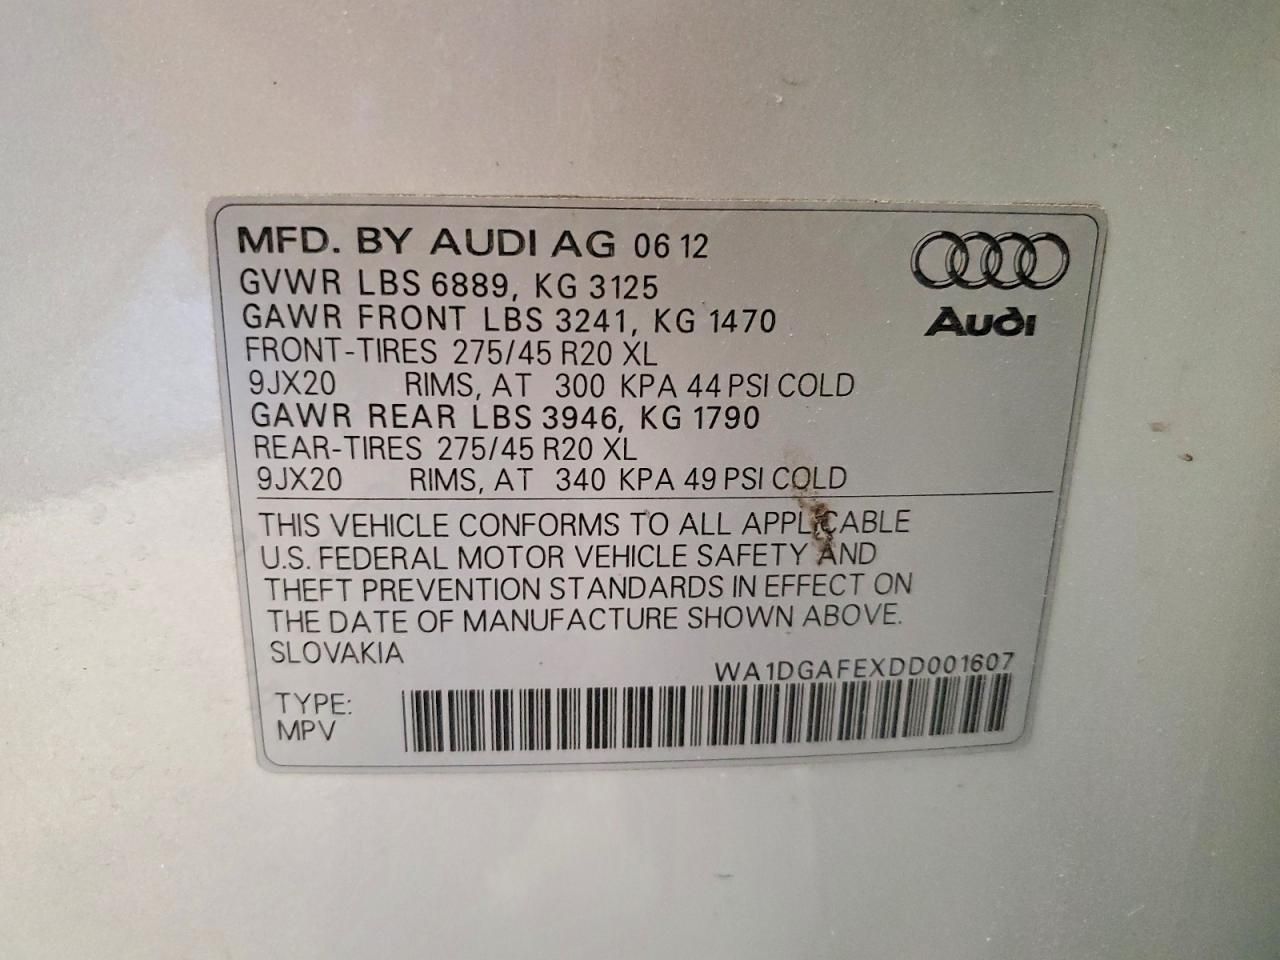 MFD. BY AUDI AG 06 12
GVWR LBS 6889, KG 3125
GAWR FRONT LBS 3241, KG 1470
FRONT-TIRES 275/45 R20 XL
9JX20 RIMS, AT 300 KPA 44 PSI COLD
GAWR REAR LBS 3946, KG 1790
REAR-TIRES 275/45 R20 XL
9JX20 RIMS, AT 340 KPA 49 PSI COLD
Audi
THIS VEHICLE CONFORMS TO ALL APPLICABLE
U.S. FEDERAL MOTOR VEHICLE SAFETY AND
THEFT PREVENTION STANDARDS IN EFFECT ON
THE DATE OF MANUFACTURE SHOWN ABOVE.
SLOVAKIA
WA1DGAFEXDD001607
TYPE:
MPV